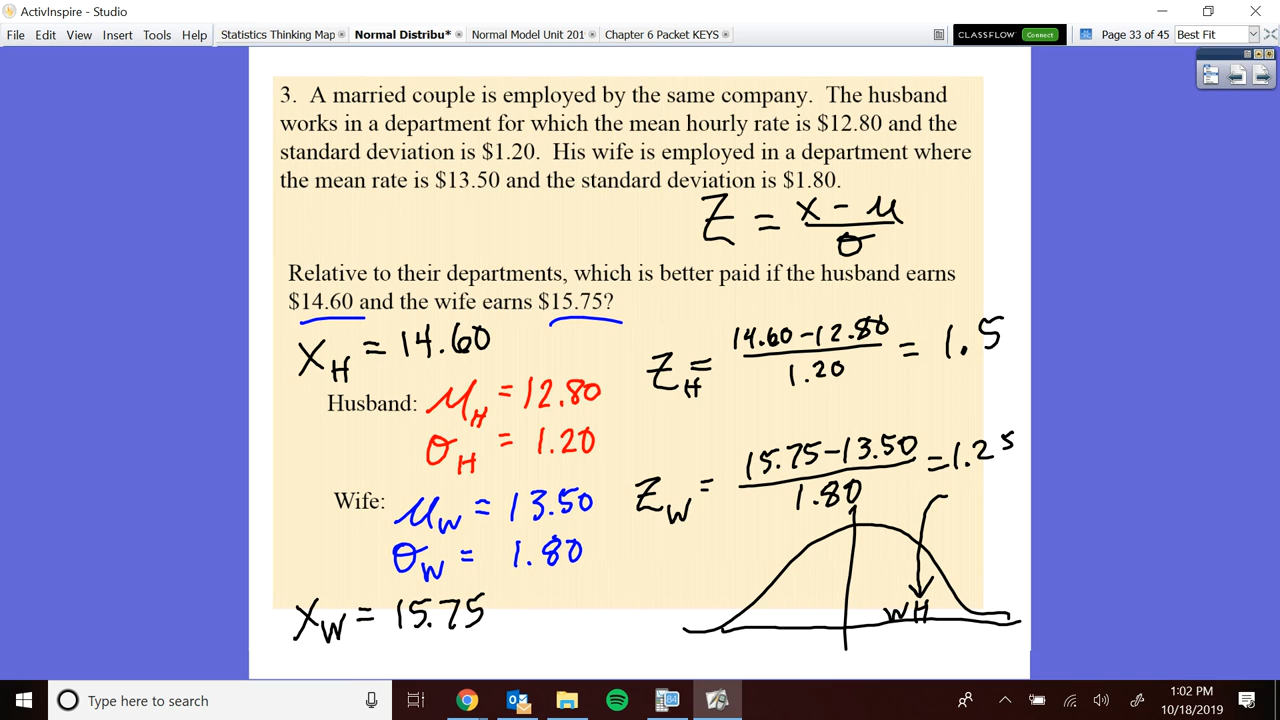 ActivInspire - Studio
File Edit View Insert Tools Help Statistics Thinking Map Normal Distribu* Normal Model Unit 201 Chapter 6 Packet KEYS CLASSFLOW Connect Page 33 of 45 Best Fit
3. A married couple is employed by the same company. The husband
works in a department for which the mean hourly rate is $12.80 and the
standard deviation is $1.20. His wife is employed in a department where
the mean rate is $13.50 and the standard deviation is $1.80.
Z = x - μ / σ
Relative to their departments, which is better paid if the husband earns
$14.60 and the wife earns $15.75?
X_H = 14.60
Z_H = 14.60 - 12.80 / 1.20 = 1.5
Husband: μ_H = 12.80
σ_H = 1.20
Z_W = 15.75 - 13.50 / 1.80 = 1.25
Wife: μ_W = 13.50
σ_W = 1.80
W H
X_W = 15.75
Type here to search
1:02 PM
10/18/2019